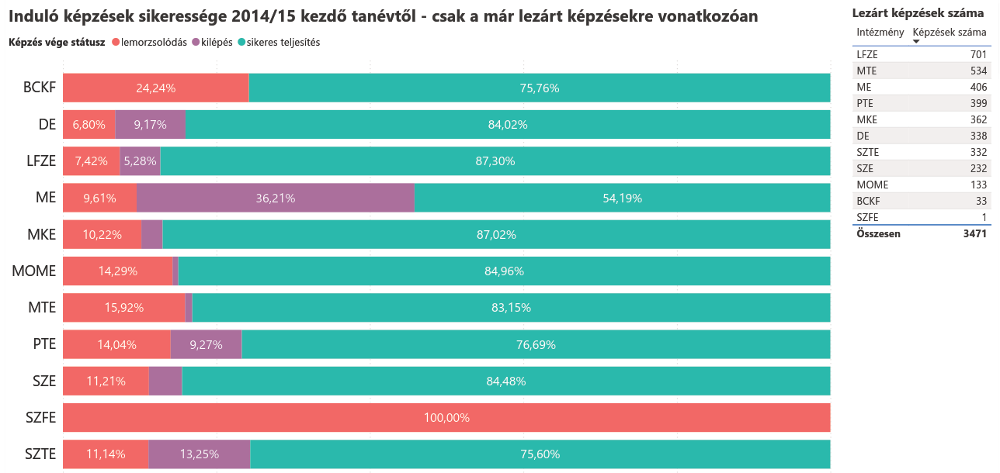 Induló képzések sikeressége 2014/15 kezdő tanévtől - csak a már lezárt képzésekre vonatkozóan
Képzés vége státusz lemorzsolódás kilépés sikeres teljesítés
BCKF 24,24% 75,76%
DE 6,80% 9,17% 84,02%
LFZE 7,42% 5,28% 87,30%
ME 9,61% 36,21% 54,19%
MKE 10,22% 87,02%
MOME 14,29% 84,96%
MTE 15,92% 83,15%
PTE 14,04% 9,27% 76,69%
SZE 11,21% 84,48%
SZFE 100,00%
SZTE 11,14% 13,25% 75,60%
Lezárt képzések száma
Intézmény Képzések száma
LFZE 701
MTE 534
ME 406
PTE 399
MKE 362
DE 338
SZTE 332
SZE 232
MOME 133
BCKF 33
SZFE 1
Összesen 3471